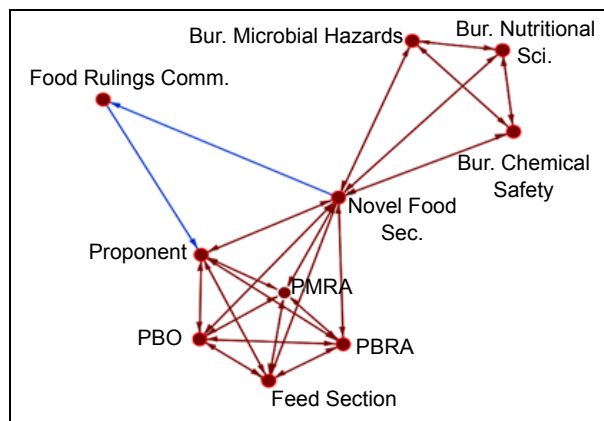 Bur. Microbial Hazards
Bur. Nutritional
Sci.
Food Rulings Comm.
Bur. Chemical
Safety
Novel Food
Sec.
Proponent
PMRA
PBO
PBRA
Feed Section